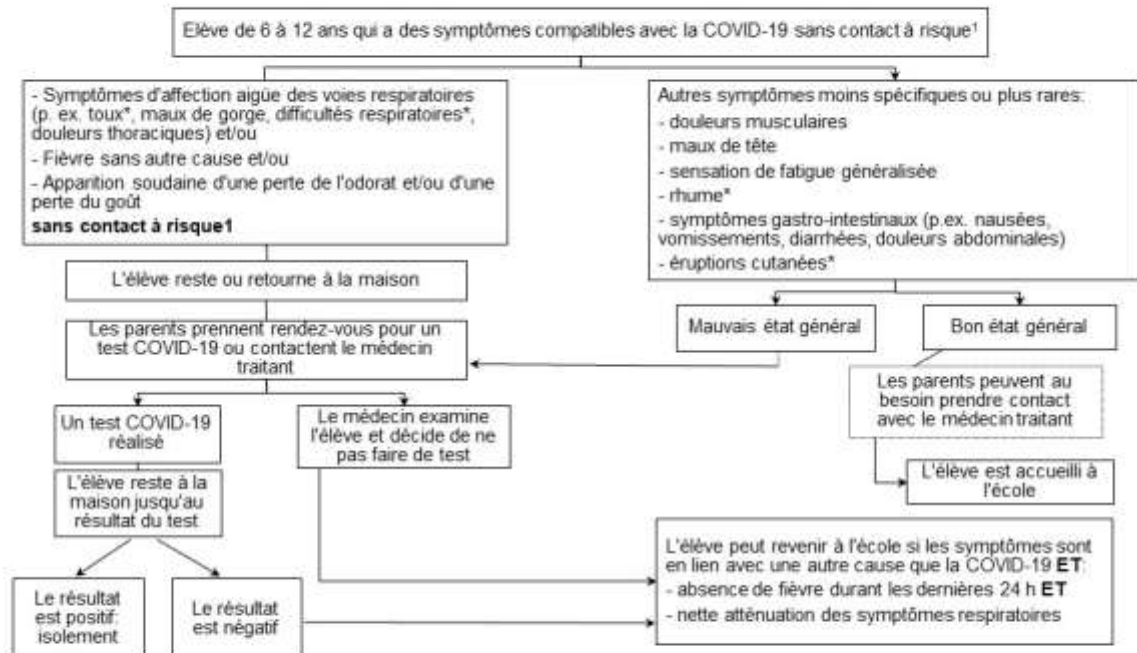 Elève de 6 à 12 ans qui a des symptômes compatibles avec la COVID-19 sans contact à risque¹
- Symptômes d'affection aigüe des voies respiratoires
(p. ex. toux*, maux de gorge, difficultés respiratoires*,
douleurs thoraciques) et/ou
- Fièvre sans autre cause et/ou
- Apparition soudaine d'une perte de l'odorat et/ou d'une
perte du goût
sans contact à risque1
Autres symptômes moins spécifiques ou plus rares:
- douleurs musculaires
- maux de tête
- sensation de fatigue généralisée
- rhume*
- symptômes gastro-intestinaux (p.ex. nausées,
vomissements, diarrhées, douleurs abdominales)
- éruptions cutanées*
L'élève reste ou retourne à la maison
Mauvais état général
Bon état général
Les parents prennent rendez-vous pour un
test COVID-19 ou contactent le médecin
traitant
Les parents peuvent au
besoin prendre contact
avec le médecin traitant
Un test COVID-19
réalisé
Le médecin examine
l'élève et décide de ne
pas faire de test
L'élève est accueilli à
l'école
L'élève reste à la
maison jusqu'au
résultat du test
L'élève peut revenir à l'école si les symptômes sont
en lien avec une autre cause que la COVID-19 ET:
- absence de fièvre durant les dernières 24 h ET
- nette atténuation des symptômes respiratoires
Le résultat
est positif:
isolement
Le résultat
est négatif